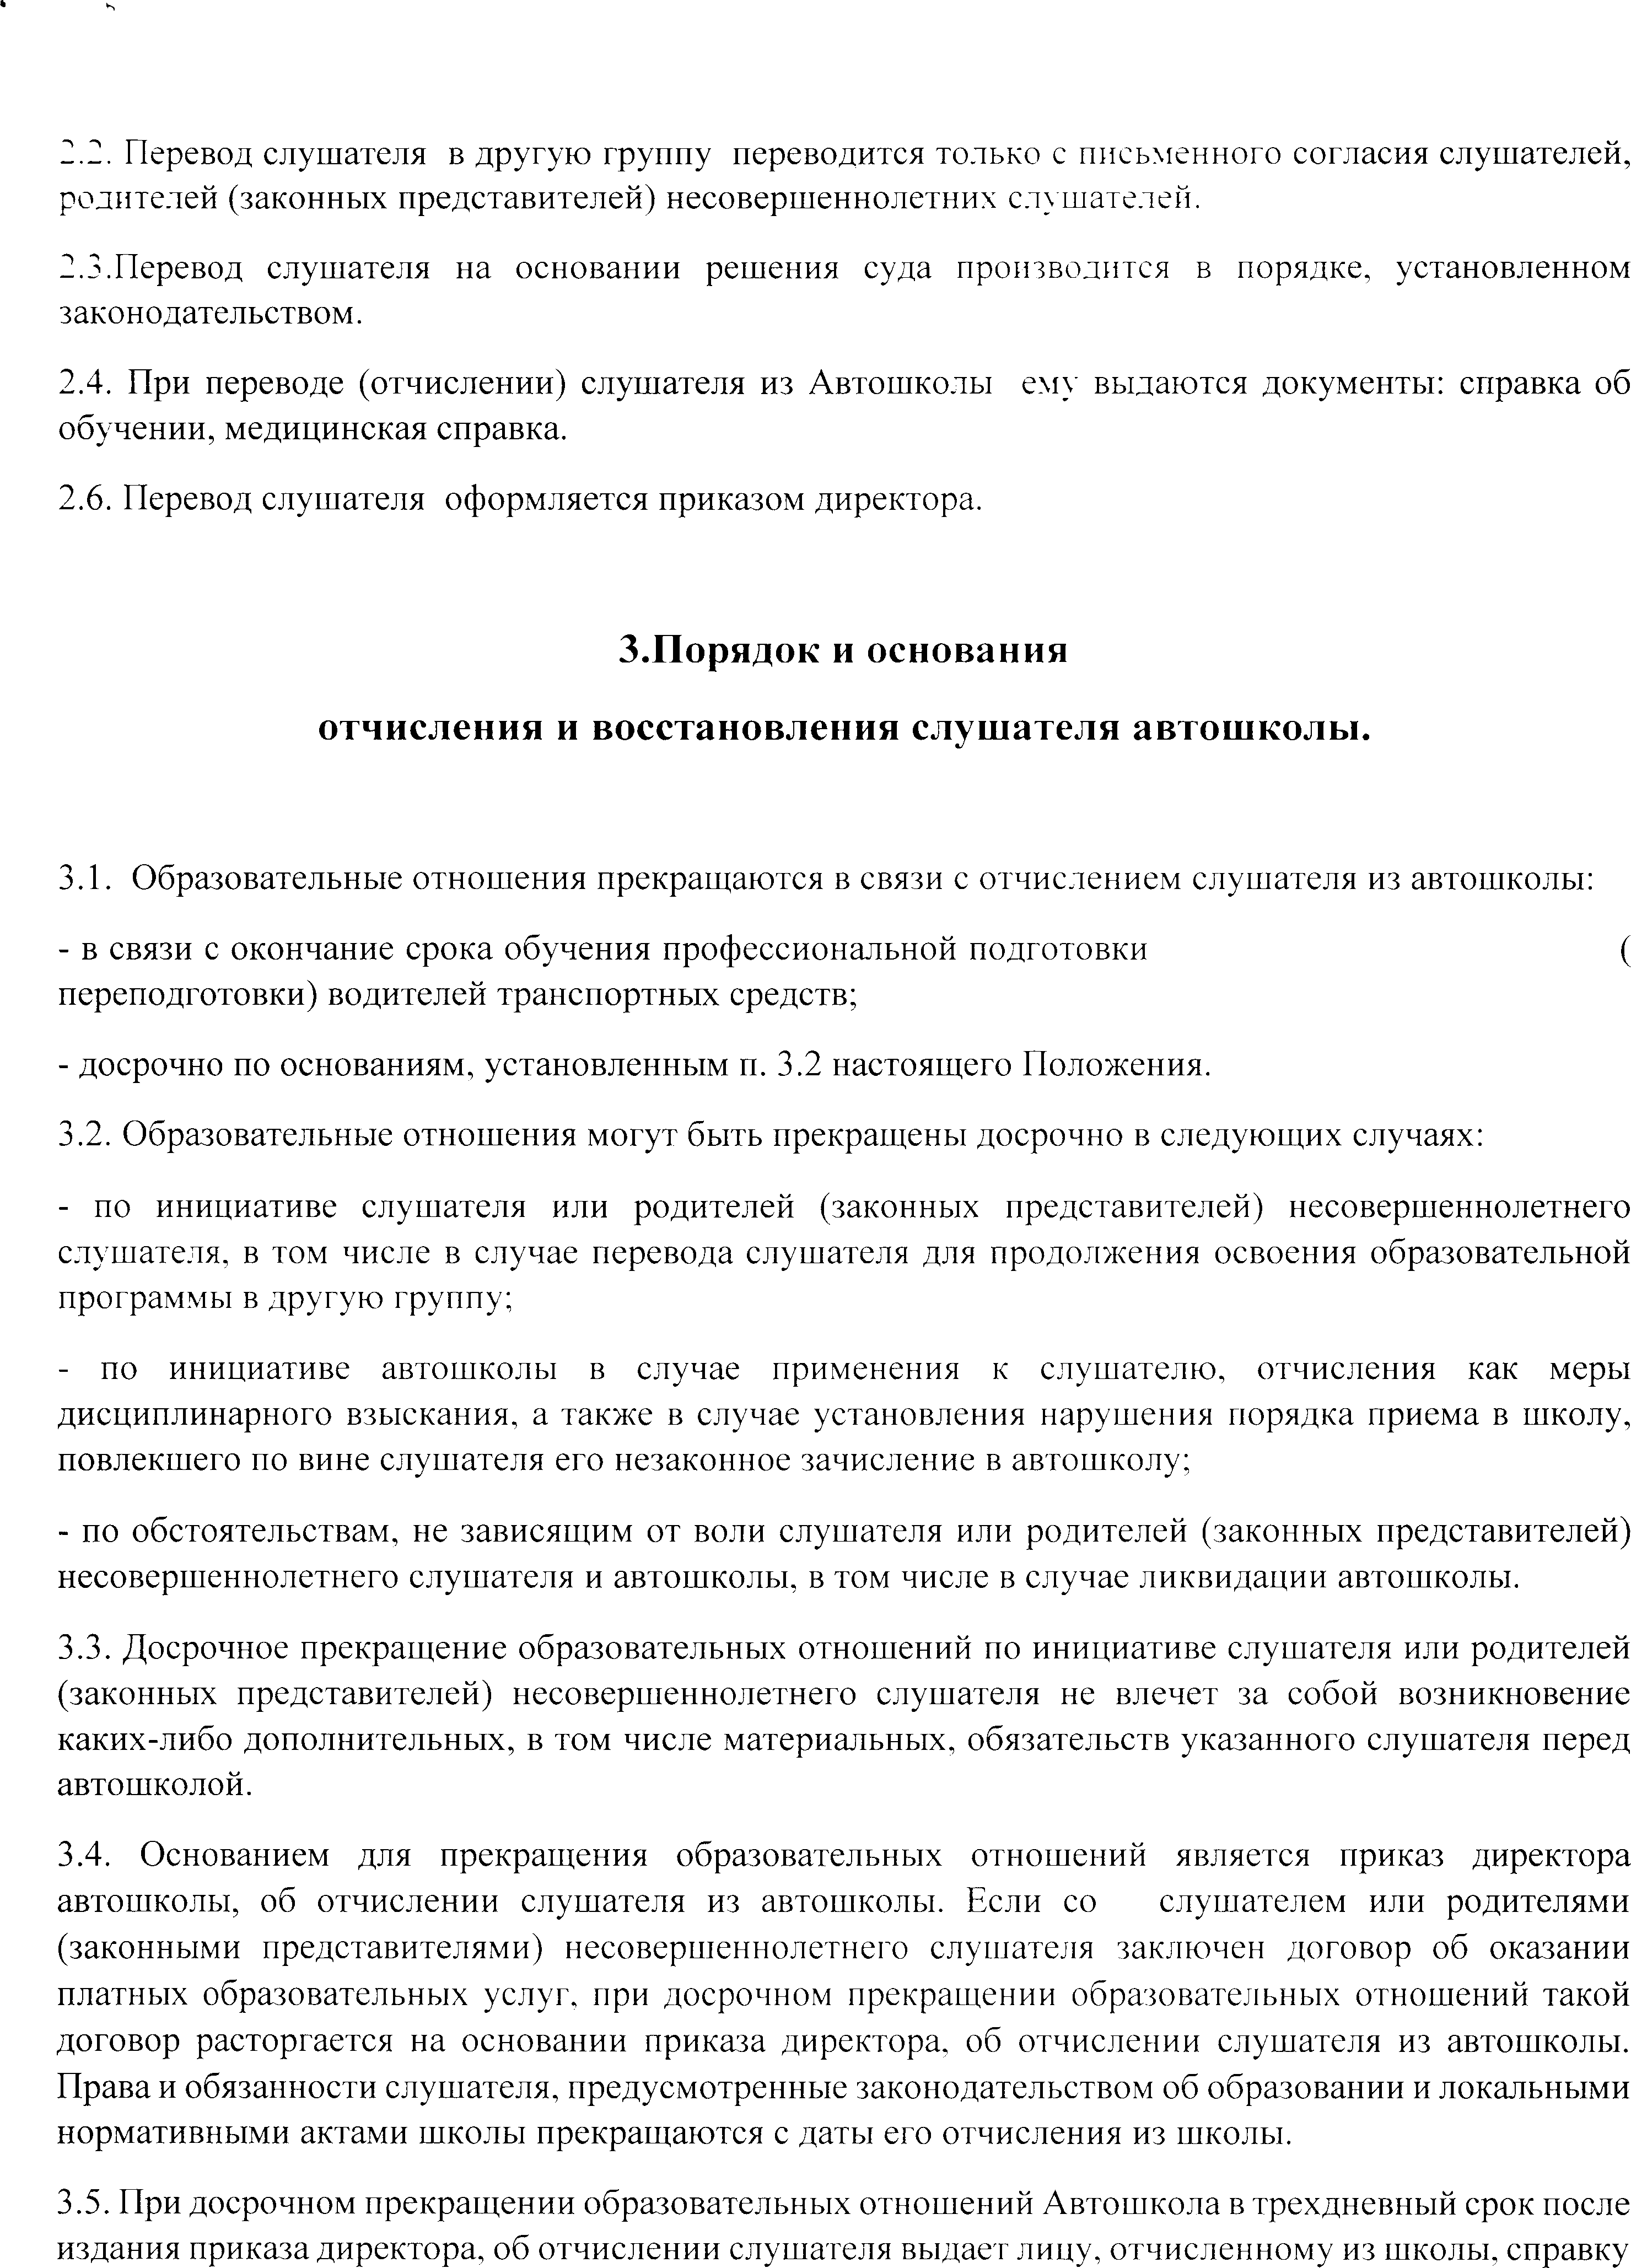 2.2. Перевод слушателя в другую группу переводится только с письменного согласия слушателей,
родителей (законных представителей) несовершеннолетних слушателей.
2.3.Перевод слушателя на основании решения суда производится в порядке, установленном
законодательством.
2.4. При переводе (отчислении) слушателя из Автошколы ему выдаются документы: справка об
обучении, медицинская справка.
2.6. Перевод слушателя оформляется приказом директора.
3.Порядок и основания
отчисления и восстановления слушателя автошколы.
3.1. Образовательные отношения прекращаются в связи с отчислением слушателя из автошколы:
- в связи с окончание срока обучения профессиональной подготовки (
переподготовки) водителей транспортных средств;
- досрочно по основаниям, установленным п. 3.2 настоящего Положения.
3.2. Образовательные отношения могут быть прекращены досрочно в следующих случаях:
- по инициативе слушателя или родителей (законных представителей) несовершеннолетнего
слушателя, в том числе в случае перевода слушателя для продолжения освоения образовательной
программы в другую группу;
- по инициативе автошколы в случае применения к слушателю, отчисления как меры
дисциплинарного взыскания, а также в случае установления нарушения порядка приема в школу,
повлекшего по вине слушателя его незаконное зачисление в автошколу;
- по обстоятельствам, не зависящим от воли слушателя или родителей (законных представителей)
несовершеннолетнего слушателя и автошколы, в том числе в случае ликвидации автошколы.
3.3. Досрочное прекращение образовательных отношений по инициативе слушателя или родителей
(законных представителей) несовершеннолетнего слушателя не влечет за собой возникновение
каких-либо дополнительных, в том числе материальных, обязательств указанного слушателя перед
автошколой.
3.4. Основанием для прекращения образовательных отношений является приказ директора
автошколы, об отчислении слушателя из автошколы. Если со слушателем или родителями
(законными представителями) несовершеннолетнего слушателя заключен договор об оказании
платных образовательных услуг, при досрочном прекращении образовательных отношений такой
договор расторгается на основании приказа директора, об отчислении слушателя из автошколы.
Права и обязанности слушателя, предусмотренные законодательством об образовании и локальными
нормативными актами школы прекращаются с даты его отчисления из школы.
3.5. При досрочном прекращении образовательных отношений Автошкола в трехдневный срок после
издания приказа директора, об отчислении слушателя выдает лицу, отчисленному из школы, справку